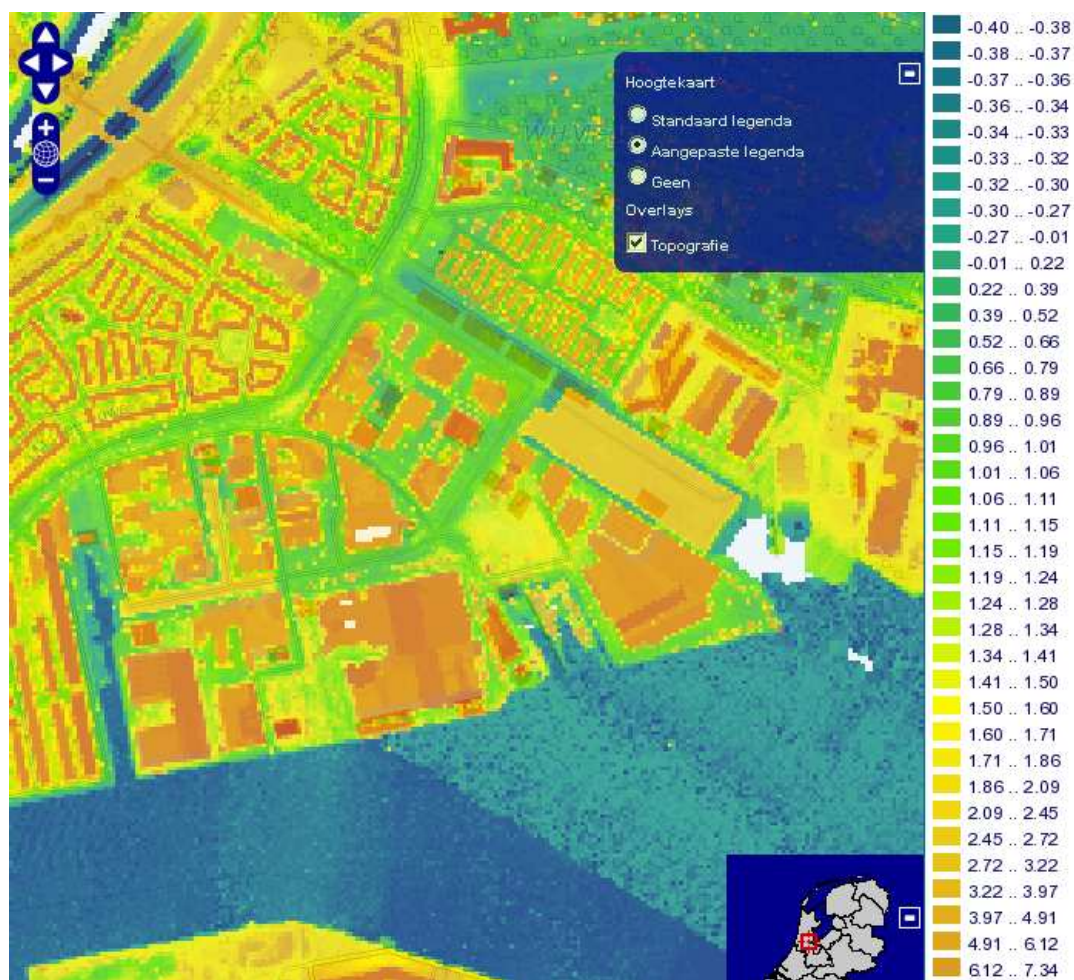 Hoogtekaart
Standaard legenda
Aangepaste legenda
Geen
Overlays
Topografie
-0.40 .. -0.38
-0.38 .. -0.37
-0.37 .. -0.36
-0.36 .. -0.34
-0.34 .. -0.33
-0.33 .. -0.32
-0.32 .. -0.30
-0.30 .. -0.27
-0.27 .. -0.01
-0.01 .. 0.22
0.22 .. 0.39
0.39 .. 0.52
0.52 .. 0.66
0.66 .. 0.79
0.79 .. 0.89
0.89 .. 0.96
0.96 .. 1.01
1.01 .. 1.06
1.06 .. 1.11
1.11 .. 1.15
1.15 .. 1.19
1.19 .. 1.24
1.24 .. 1.28
1.28 .. 1.34
1.34 .. 1.41
1.41 .. 1.50
1.50 .. 1.60
1.60 .. 1.71
1.71 .. 1.86
1.86 .. 2.09
2.09 .. 2.45
2.45 .. 2.72
2.72 .. 3.22
3.22 .. 3.97
3.97 .. 4.91
4.91 .. 6.12
6.12 .. 7.34